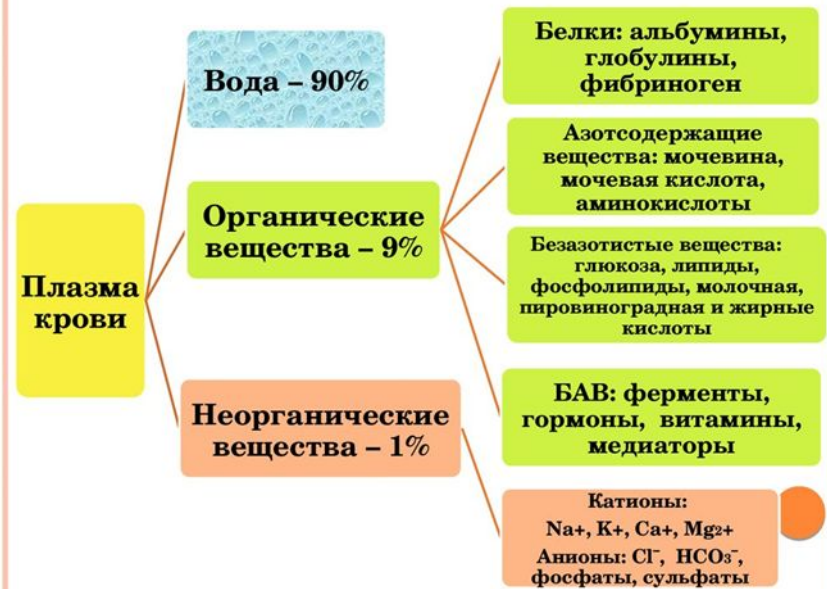 Плазма
крови
Вода – 90%
Органические
вещества – 9%
Неорганические
вещества – 1%
Белки: альбумины,
глобулины,
фибриноген
Азотсодержащие
вещества: мочевина,
мочевая кислота,
аминокислоты
Безазотистые вещества:
глюкоза, липиды,
фосфолипиды, молочная,
пировиноградная и жирные
кислоты
БАВ: ферменты,
гормоны, витамины,
медиаторы
Катионы:
Na+, K+, Ca+, Mg2+
Анионы: Cl⁻, HCO₃⁻,
фосфаты, сульфаты